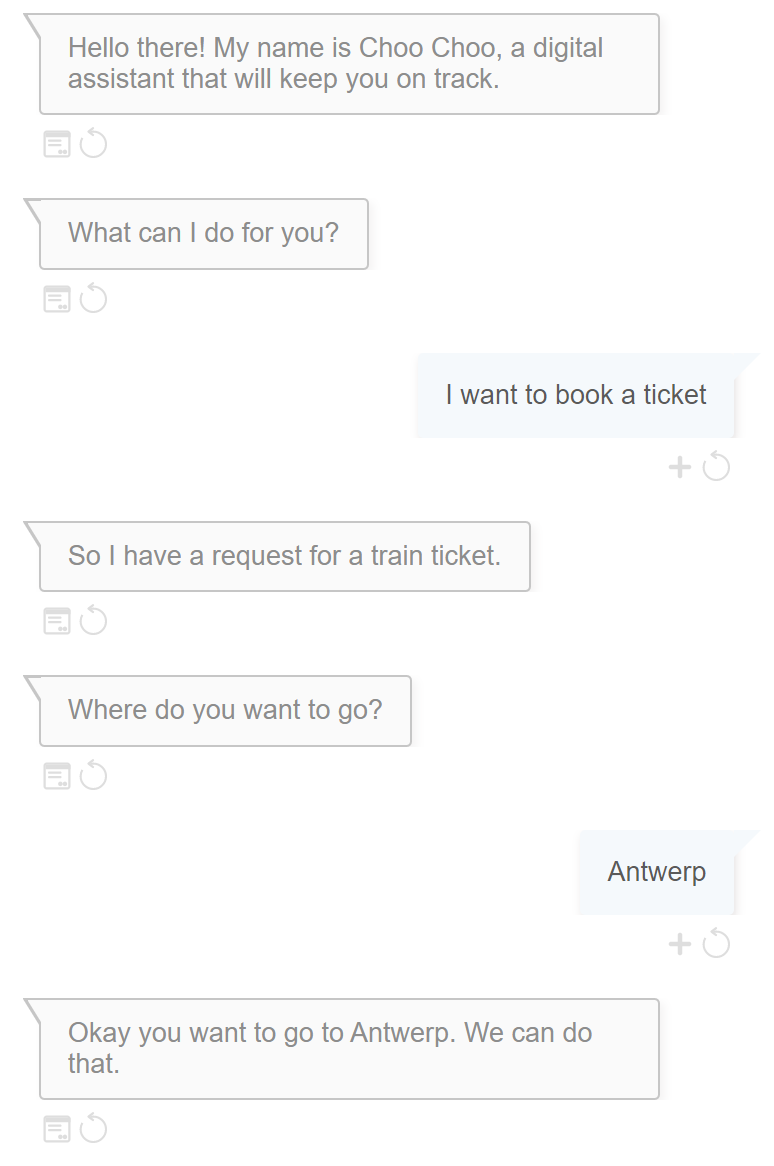 Hello there! My name is Choo Choo, a digital
assistant that will keep you on track.
What can I do for you?
I want to book a ticket
So I have a request for a train ticket.
Where do you want to go?
Antwerp
Okay you want to go to Antwerp. We can do
that.